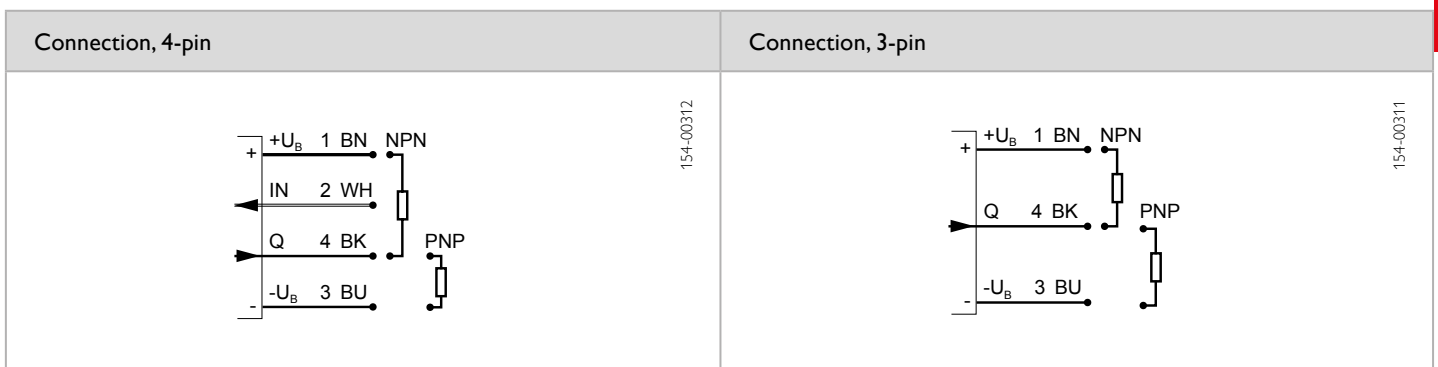 Connection, 4-pin
+U_B 1 BN NPN
+
IN 2 WH
Q 4 BK PNP
-U_B 3 BU
-
154-00312
Connection, 3-pin
+U_B 1 BN NPN
+
Q 4 BK PNP
-U_B 3 BU
-
154-00311